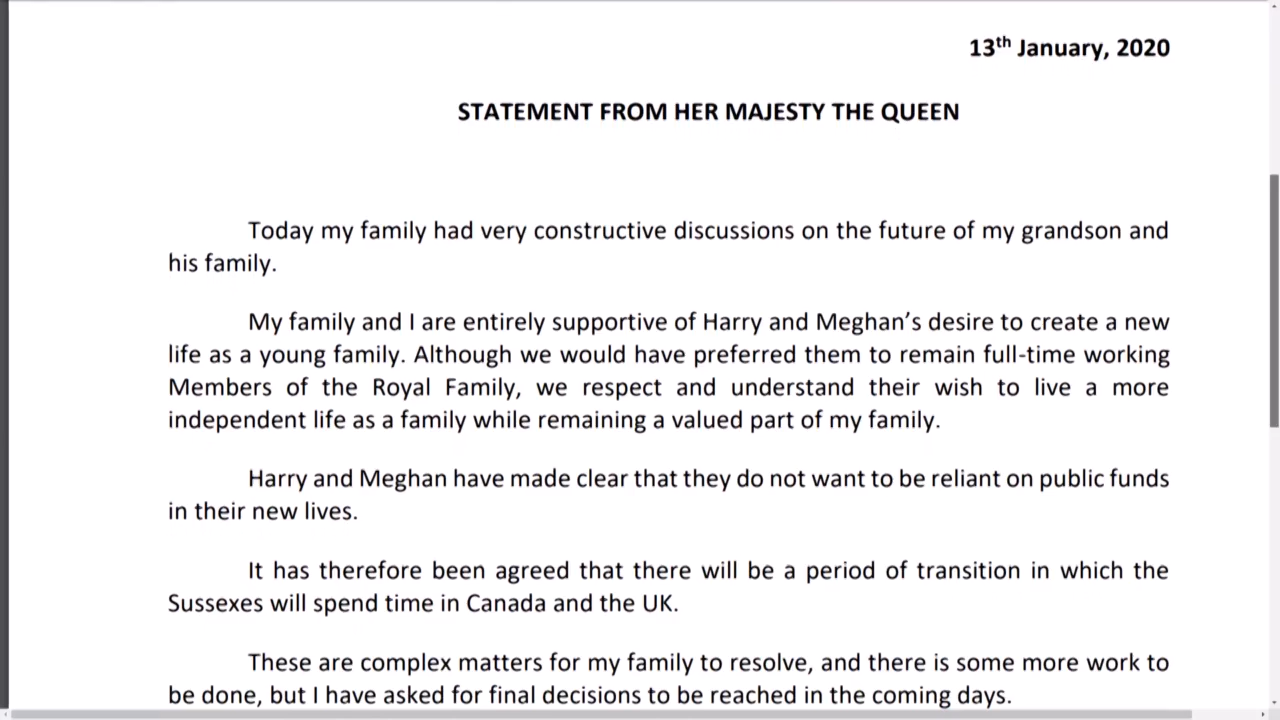 13th January, 2020
STATEMENT FROM HER MAJESTY THE QUEEN
Today my family had very constructive discussions on the future of my grandson and
his family.
My family and I are entirely supportive of Harry and Meghan’s desire to create a new
life as a young family. Although we would have preferred them to remain full-time working
Members of the Royal Family, we respect and understand their wish to live a more
independent life as a family while remaining a valued part of my family.
Harry and Meghan have made clear that they do not want to be reliant on public funds
in their new lives.
It has therefore been agreed that there will be a period of transition in which the
Sussexes will spend time in Canada and the UK.
These are complex matters for my family to resolve, and there is some more work to
be done, but I have asked for final decisions to be reached in the coming days.